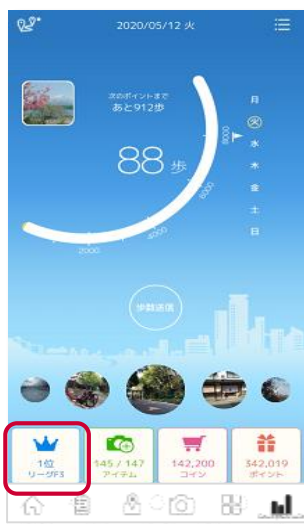 2020/05/12 火
次のポイントまで
あと912歩
88 歩
月
火
水
木
金
土
日
8000
6000
4000
2000
歩数送信
1位
リーグF3
145 / 147
アイテム
142,200
コイン
342,019
ポイント